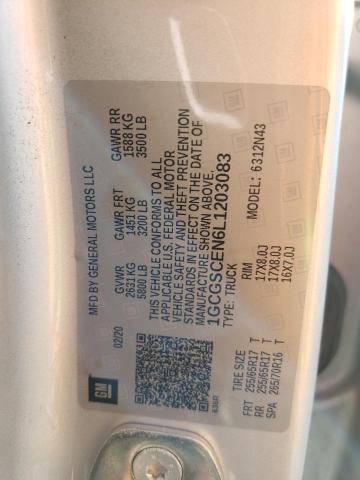 MFD BY GENERAL MOTORS LLC
02/20
GVWR GAWR FRT GAWR RR
2631 KG 1451 KG 1588 KG
5800 LB 3200 LB 3500 LB
THIS VEHICLE CONFORMS TO ALL
APPLICABLE U.S. FEDERAL MOTOR
VEHICLE SAFETY AND THEFT PREVENTION
STANDARDS IN EFFECT ON THE DATE OF
MANUFACTURE SHOWN ABOVE.
1GCGSCEN6L1203083
TYPE: TRUCK MODEL: 6312N43
GM
TIRE SIZE RIM
FRT 255/65R17 T 17X8.0J
RR 255/65R17 T 17X8.0J
SPA 265/70R16 T 16X7.0J